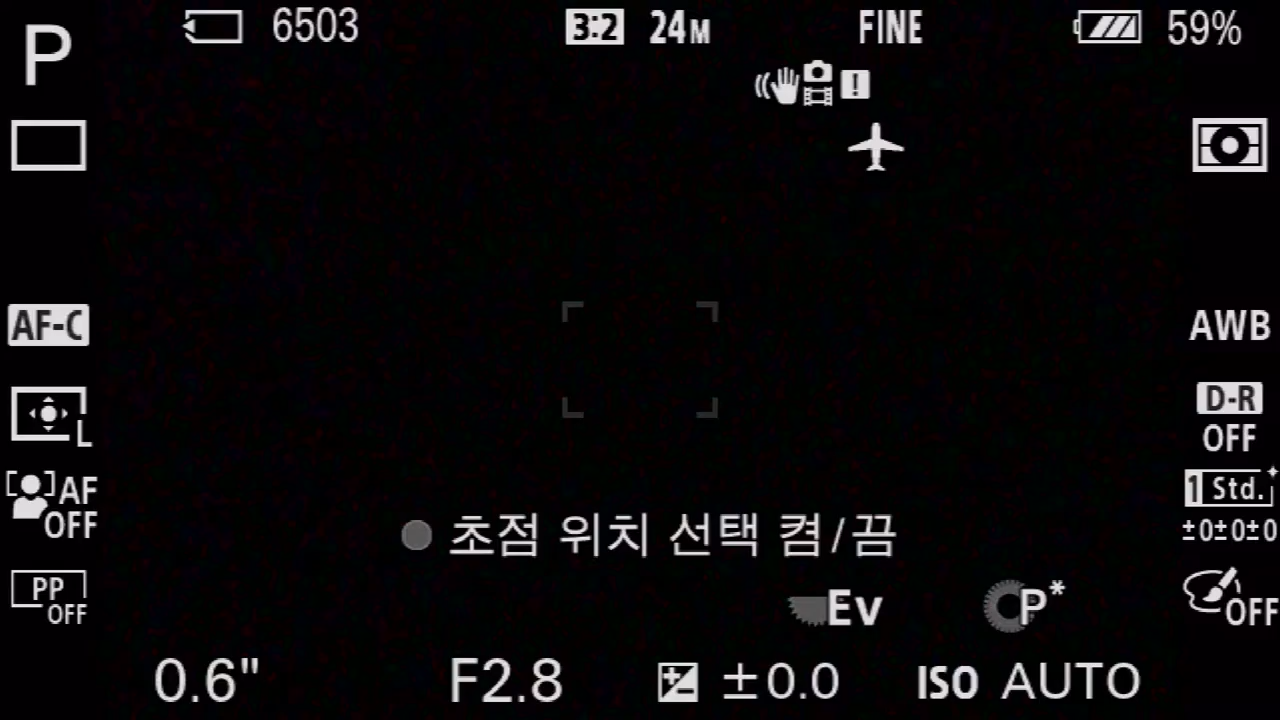 P 6503 3:2 24M FINE 59%
AF-C AWB
L
D-R
OFF
AF
OFF
1 Std.
±0±0±0
초점 위치 선택 켬/끔
PP
OFF
Ev P* OFF
0.6" F2.8 ±0.0 ISO AUTO